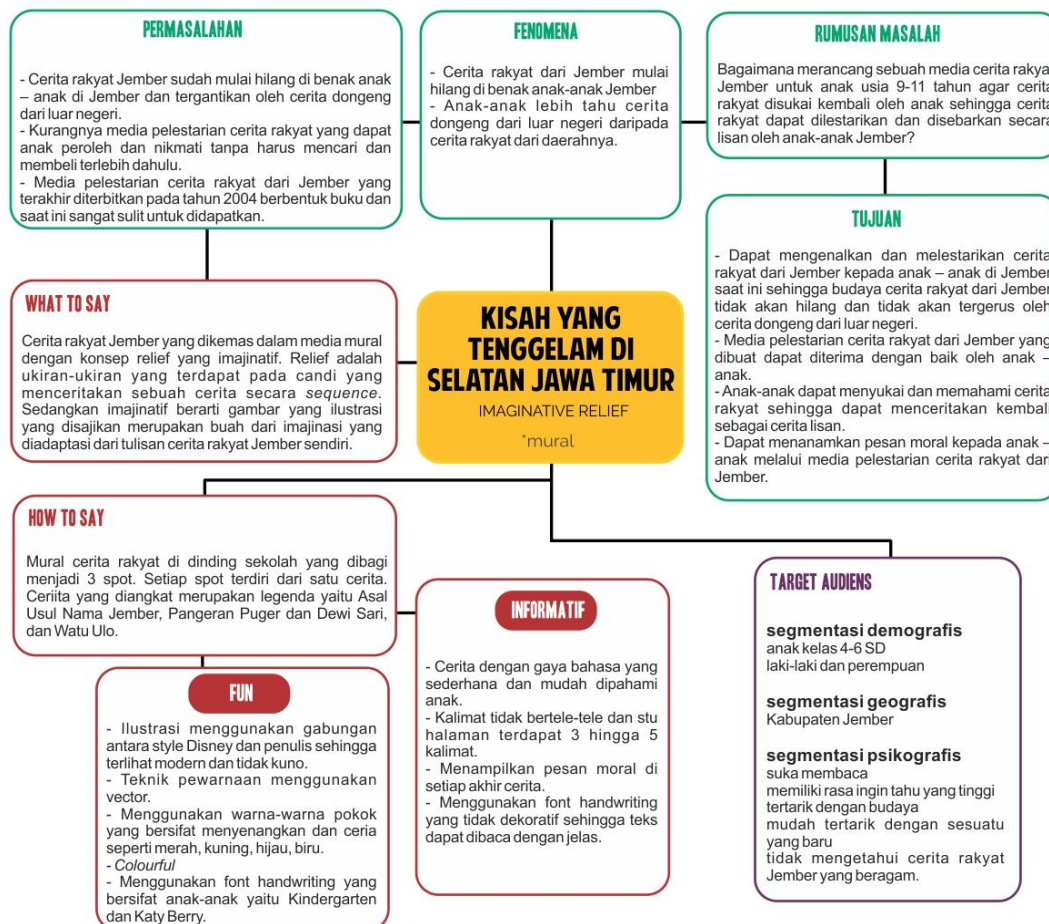 PERMASALAHAN
- Cerita rakyat Jember sudah mulai hilang di benak anak
– anak di Jember dan tergantikan oleh cerita dongeng
dari luar negeri.
- Kurangnya media pelestarian cerita rakyat yang dapat
anak peroleh dan nikmati tanpa harus mencari dan
membeli terlebih dahulu.
- Media pelestarian cerita rakyat dari Jember yang
terakhir diterbitkan pada tahun 2004 berbentuk buku dan
saat ini sangat sulit untuk didapatkan.
FENOMENA
- Cerita rakyat dari Jember mulai
hilang di benak anak-anak Jember
- Anak-anak lebih tahu cerita
dongeng dari luar negeri daripada
cerita rakyat dari daerahnya.
RUMUSAN MASALAH
Bagaimana merancang sebuah media cerita rakya
Jember untuk anak usia 9-11 tahun agar cerita
rakyat disukai kembali oleh anak sehingga cerita
rakyat dapat dilestarikan dan disebarkan secara
lisan oleh anak-anak Jember?
TUJUAN
- Dapat mengenalkan dan melestarikan cerita
rakyat dari Jember kepada anak – anak di Jember
saat ini sehingga budaya cerita rakyat dari Jember
tidak akan hilang dan tidak akan tergerus oleh
cerita dongeng dari luar negeri.
- Media pelestarian cerita rakyat dari Jember yang
dibuat dapat diterima dengan baik oleh anak –
anak.
- Anak-anak dapat menyukai dan memahami cerita
rakyat sehingga dapat menceritakan kembali
sebagai cerita lisan.
- Dapat menanamkan pesan moral kepada anak –
anak melalui media pelestarian cerita rakyat dari
Jember.
WHAT TO SAY
Cerita rakyat Jember yang dikemas dalam media mural
dengan konsep relief yang imajinatif. Relief adalah
ukiran-ukiran yang terdapat pada candi yang
menceritakan sebuah cerita secara sequence.
Sedangkan imajinatif berarti gambar yang ilustrasi
yang disajikan merupakan buah dari imajinasi yang
diadaptasi dari tulisan cerita rakyat Jember sendiri.
KISAH YANG
TENGGELAM DI
SELATAN JAWA TIMUR
IMAGINATIVE RELIEF
*mural
HOW TO SAY
Mural cerita rakyat di dinding sekolah yang dibagi
menjadi 3 spot. Setiap spot terdiri dari satu cerita.
Ceriita yang diangkat merupakan legenda yaitu Asal
Usul Nama Jember, Pangeran Puger dan Dewi Sari,
dan Watu Ulo.
FUN
- Ilustrasi menggunakan gabungan
antara style Disney dan penulis sehingga
terlihat modern dan tidak kuno.
- Teknik pewarnaan menggunakan
vector.
- Menggunakan warna-warna pokok
yang bersifat menyenangkan dan ceria
seperti merah, kuning, hijau, biru.
- Colourful
- Menggunakan font handwriting yang
bersifat anak-anak yaitu Kindergarten
dan Katy Berry.
INFORMATIF
- Cerita dengan gaya bahasa yang
sederhana dan mudah dipahami
anak.
- Kalimat tidak bertele-tele dan stu
halaman terdapat 3 hingga 5
kalimat.
- Menampilkan pesan moral di
setiap akhir cerita.
- Menggunakan font handwriting
yang tidak dekoratif sehingga teks
dapat dibaca dengan jelas.
TARGET AUDIENS
segmentasi demografis
anak kelas 4-6 SD
laki-laki dan perempuan
segmentasi geografis
Kabupaten Jember
segmentasi psikografis
suka membaca
memiliki rasa ingin tahu yang tinggi
tertarik dengan budaya
mudah tertarik dengan sesuatu
yang baru
tidak mengetahui cerita rakyat
Jember yang beragam.